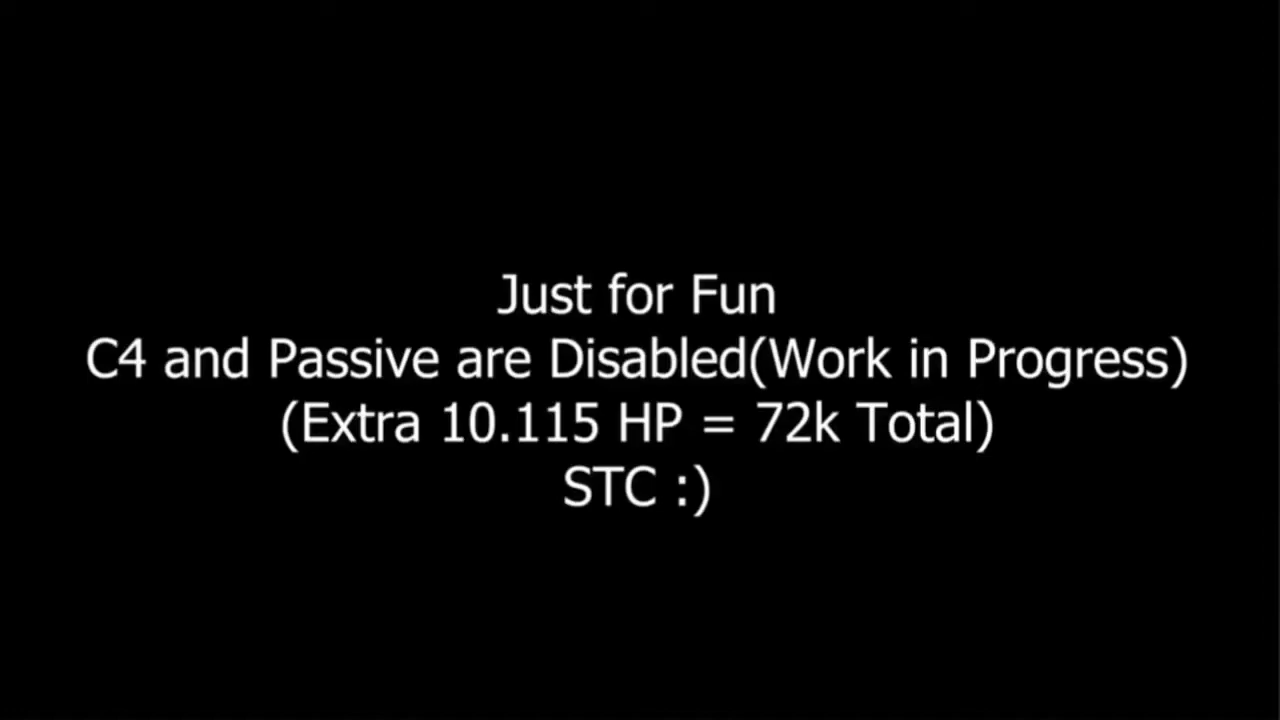 Just for Fun
C4 and Passive are Disabled(Work in Progress)
(Extra 10.115 HP = 72k Total)
STC :)